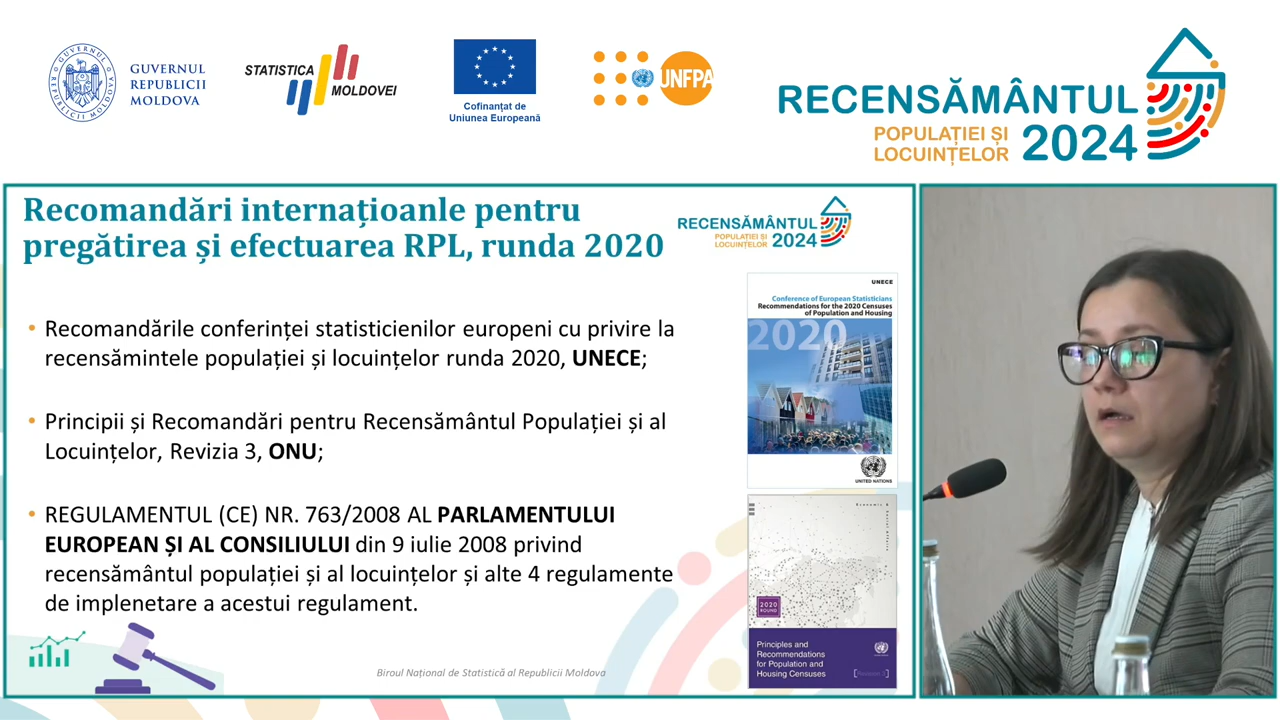 GUVERNUL
REPUBLICII
MOLDOVA
STATISTICA
MOLDOVEI
Cofinanțat de
Uniunea Europeană
UNFPA
RECENSĂMÂNTUL
POPULAȚIEI ȘI
LOCUINȚELOR
2024
Recomandări internațioanle pentru
pregătirea și efectuarea RPL, runda 2020
RECENSĂMÂNTUL
POPULAȚIEI ȘI
LOCUINȚELOR
2024
• Recomandările conferinței statisticienilor europeni cu privire la
recensămintele populației și locuințelor runda 2020, UNECE;
• Principii și Recomandări pentru Recensământul Populației și al
Locuințelor, Revizia 3, ONU;
• REGULAMENTUL (CE) NR. 763/2008 AL PARLAMENTULUI
EUROPEAN ȘI AL CONSILIULUI din 9 iulie 2008 privind
recensământul populației și al locuințelor și alte 4 regulamente
de implenetare a acestui regulament.
UNECE
Conference of European Statisticians
Recommendations for the 2020 Censuses
of Population and Housing
2020
UNITED NATIONS
2020
ROUND
Principles and
Recommendations
for Population and
Housing Censuses
Biroul Național de Statistică al Republicii Moldova